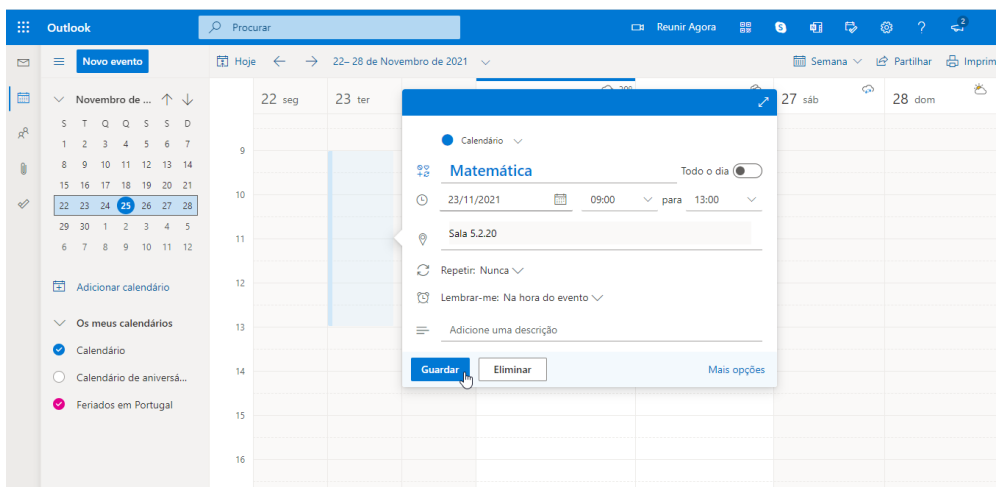 Outlook
Procurar
Reunir Agora
2
Novo evento
Hoje
22– 28 de Novembro de 2021
Semana
Partilhar
Imprim
Novembro de ...
S T Q Q S S D
1 2 3 4 5 6 7
8 9 10 11 12 13 14
15 16 17 18 19 20 21
22 23 24 25 26 27 28
29 30 1 2 3 4 5
6 7 8 9 10 11 12
Adicionar calendário
Os meus calendários
Calendário
Calendário de aniversá...
Feriados em Portugal
22 seg
23 ter
27 sáb
28 dom
9
10
11
12
13
14
15
16
Calendário
Matemática
Todo o dia
23/11/2021
09:00
para
13:00
Sala 5.2.20
Repetir: Nunca
Lembrar-me: Na hora do evento
Adicione uma descrição
Guardar
Eliminar
Mais opções